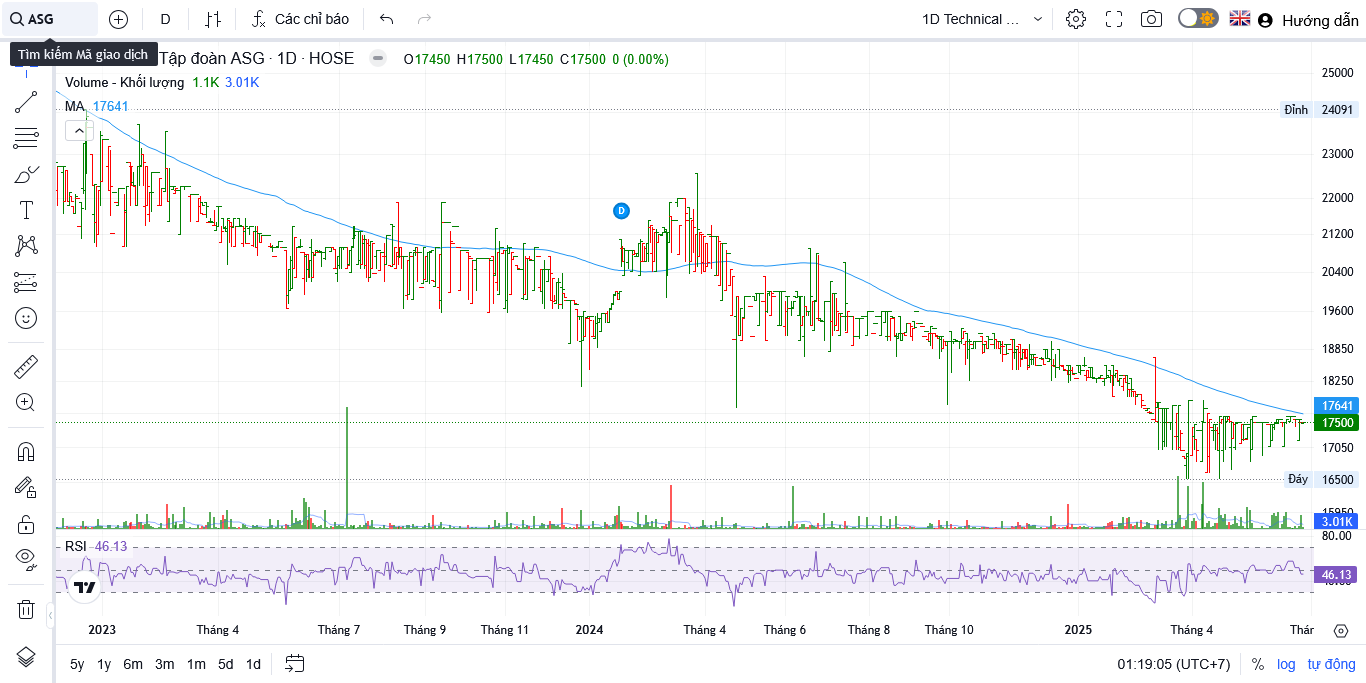 ASG
D
Các chỉ báo
1D Technical ...
Hướng dẫn
Tìm kiếm Mã giao dịch
Tập đoàn ASG · 1D · HOSE
O17450 H17500 L17450 C17500 0 (0.00%)
Volume - Khối lượng 1.1K 3.01K
MA 17641
25000
Đỉnh 24091
23000
22000
D
21200
20400
19600
18850
18250
17641
17500
17050
Đáy 16500
15950
3.01K
80.00
RSI 46.13
46.13
2023 Tháng 4 Tháng 7 Tháng 9 Tháng 11 2024 Tháng 4 Tháng 6 Tháng 8 Tháng 10 2025 Tháng 4 Thár
5y 1y 6m 3m 1m 5d 1d
01:19:05 (UTC+7)
% log tự động